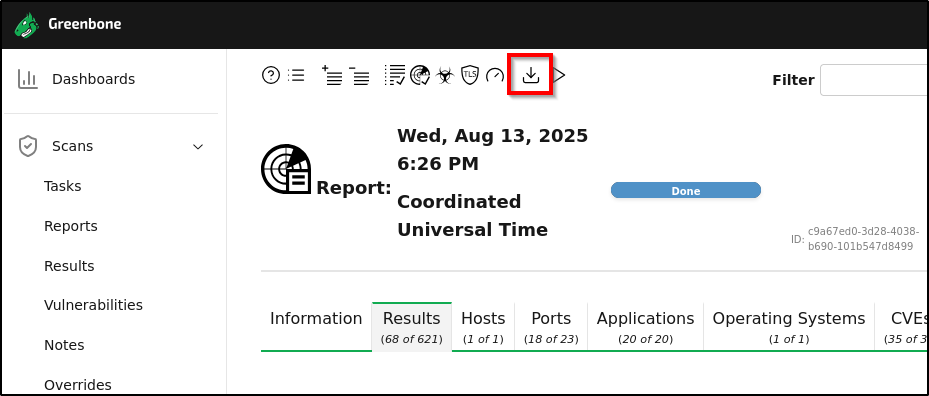 Greenbone
Dashboards
Filter
Scans
Tasks
Reports
Results
Vulnerabilities
Notes
Overrides
TLS
Report:
Wed, Aug 13, 2025
6:26 PM
Coordinated
Universal Time
Done
ID: c9a67ed0-3d28-4038-
b690-101b547d8499
Information
Results
(68 of 621)
Hosts
(1 of 1)
Ports
(18 of 23)
Applications
(20 of 20)
Operating Systems
(1 of 1)
CVEs
(35 of 3